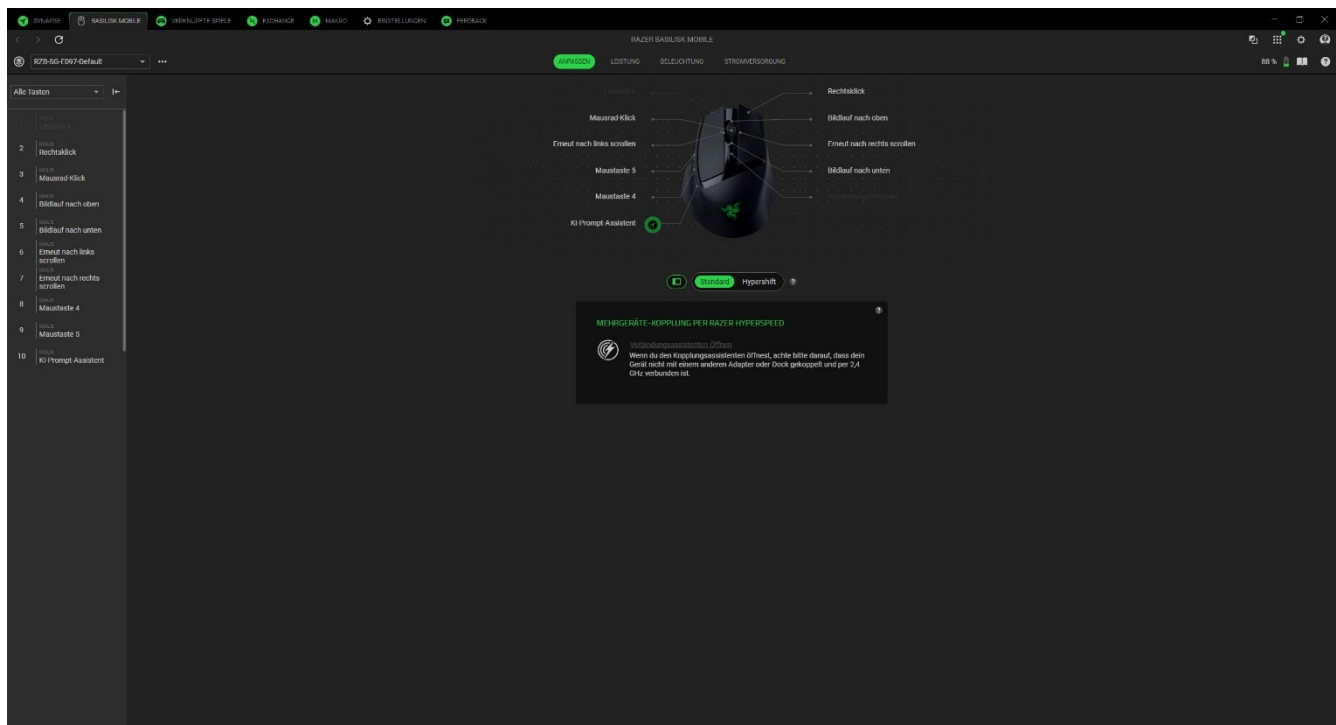 SYNAPSE
BASILISK MOBILE
VERKNÜPFTE SPIELE
EXCHANGE
MAKRO
EINSTELLUNGEN
FEEDBACK
RAZER BASILISK MOBILE
RZB-SG-E097-Default
ANPASSEN
LEISTUNG
BELEUCHTUNG
STROMVERSORGUNG
Alle Tasten
1
2
MAUS
Rechtsklick
3
MAUS
Mausrad-Klick
4
MAUS
Bildlauf nach oben
5
MAUS
Bildlauf nach unten
6
MAUS
Erneut nach links
scrollen
7
MAUS
Erneut nach rechts
scrollen
8
MAUS
Maustaste 4
9
MAUS
Maustaste 5
10
MAUS
KI-Prompt-Assistent
Rechtsklick
Mausrad-Klick
Bildlauf nach oben
Erneut nach links scrollen
Erneut nach rechts scrollen
Maustaste 5
Bildlauf nach unten
Maustaste 4
KI-Prompt-Assistent
Standard
Hypershift
MEHRGERÄTE-KOPPLUNG PER RAZER HYPERSPEED
Verbindungsassistenten Öffnen
Wenn du den Kopplungsassistenten öffnest, achte bitte darauf, dass dein
Gerät nicht mit einem anderen Adapter oder Dock gekoppelt und per 2,4
GHz verbunden ist.